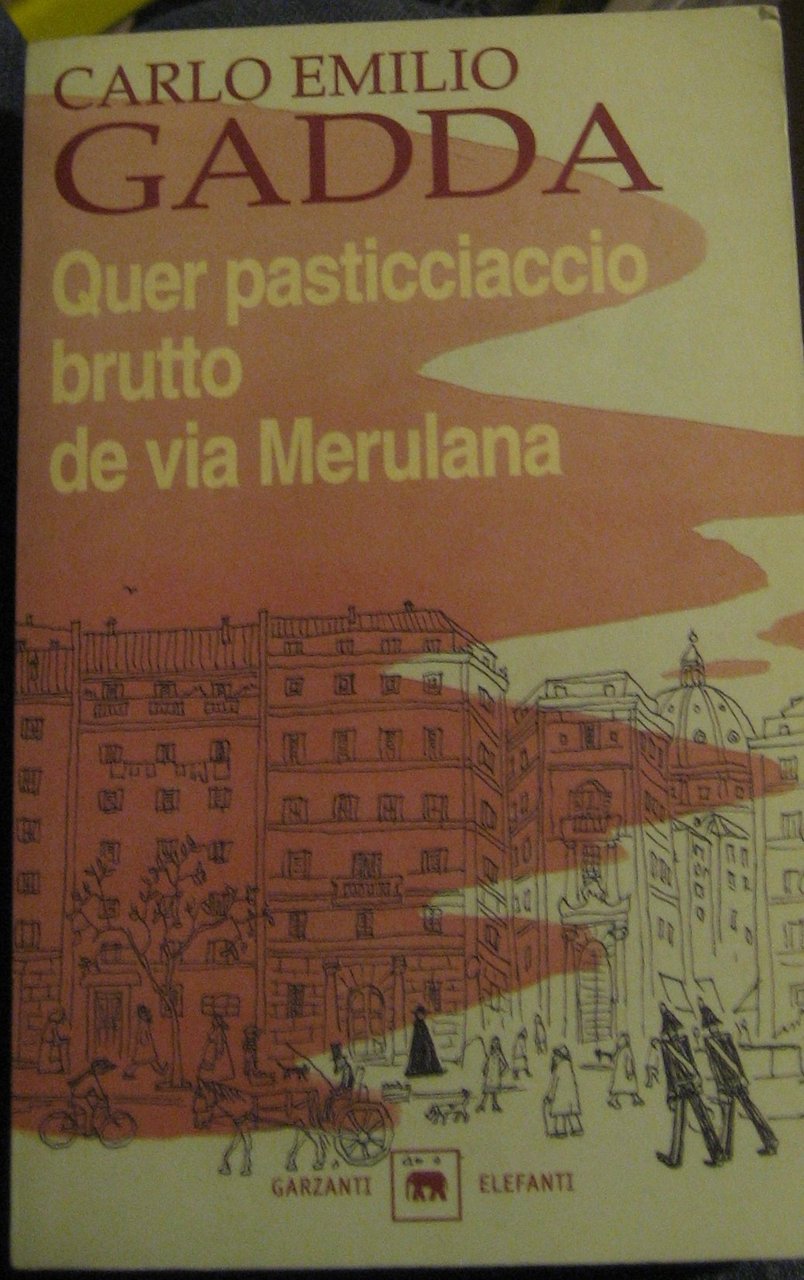 CARLO EMILIO
GADDA
Quer pasticciaccio
brutto
de via Merulana
GARZANTI ELEFANTI